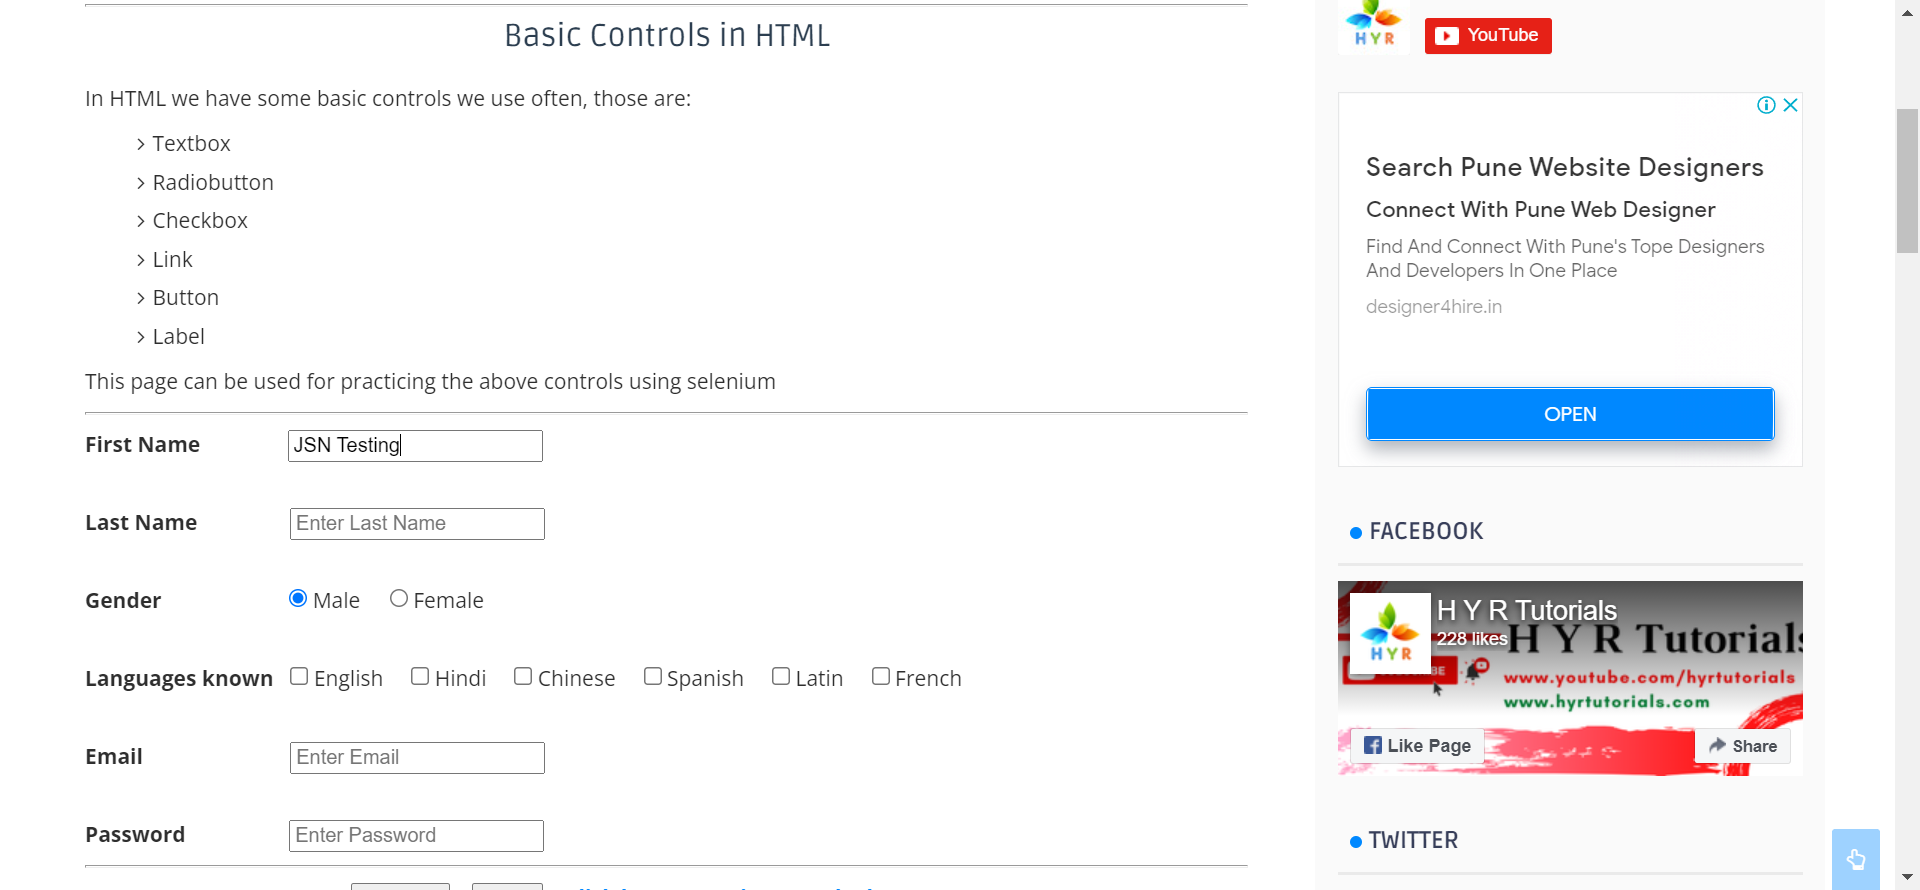 Basic Controls in HTML
In HTML we have some basic controls we use often, those are:
Textbox
Radiobutton
Checkbox
Link
Button
Label
This page can be used for practicing the above controls using selenium
First Name JSN Testing
Last Name Enter Last Name
Gender Male Female
Languages known English Hindi Chinese Spanish Latin French
Email Enter Email
Password Enter Password
HYR
YouTube
Search Pune Website Designers
Connect With Pune Web Designer
Find And Connect With Pune's Tope Designers
And Developers In One Place
designer4hire.in
OPEN
FACEBOOK
H Y R Tutorials
228 likes
H Y R Tutorials
HYR
www.youtube.com/hyrtutorials
www.hyrtutorials.com
Like Page
Share
TWITTER